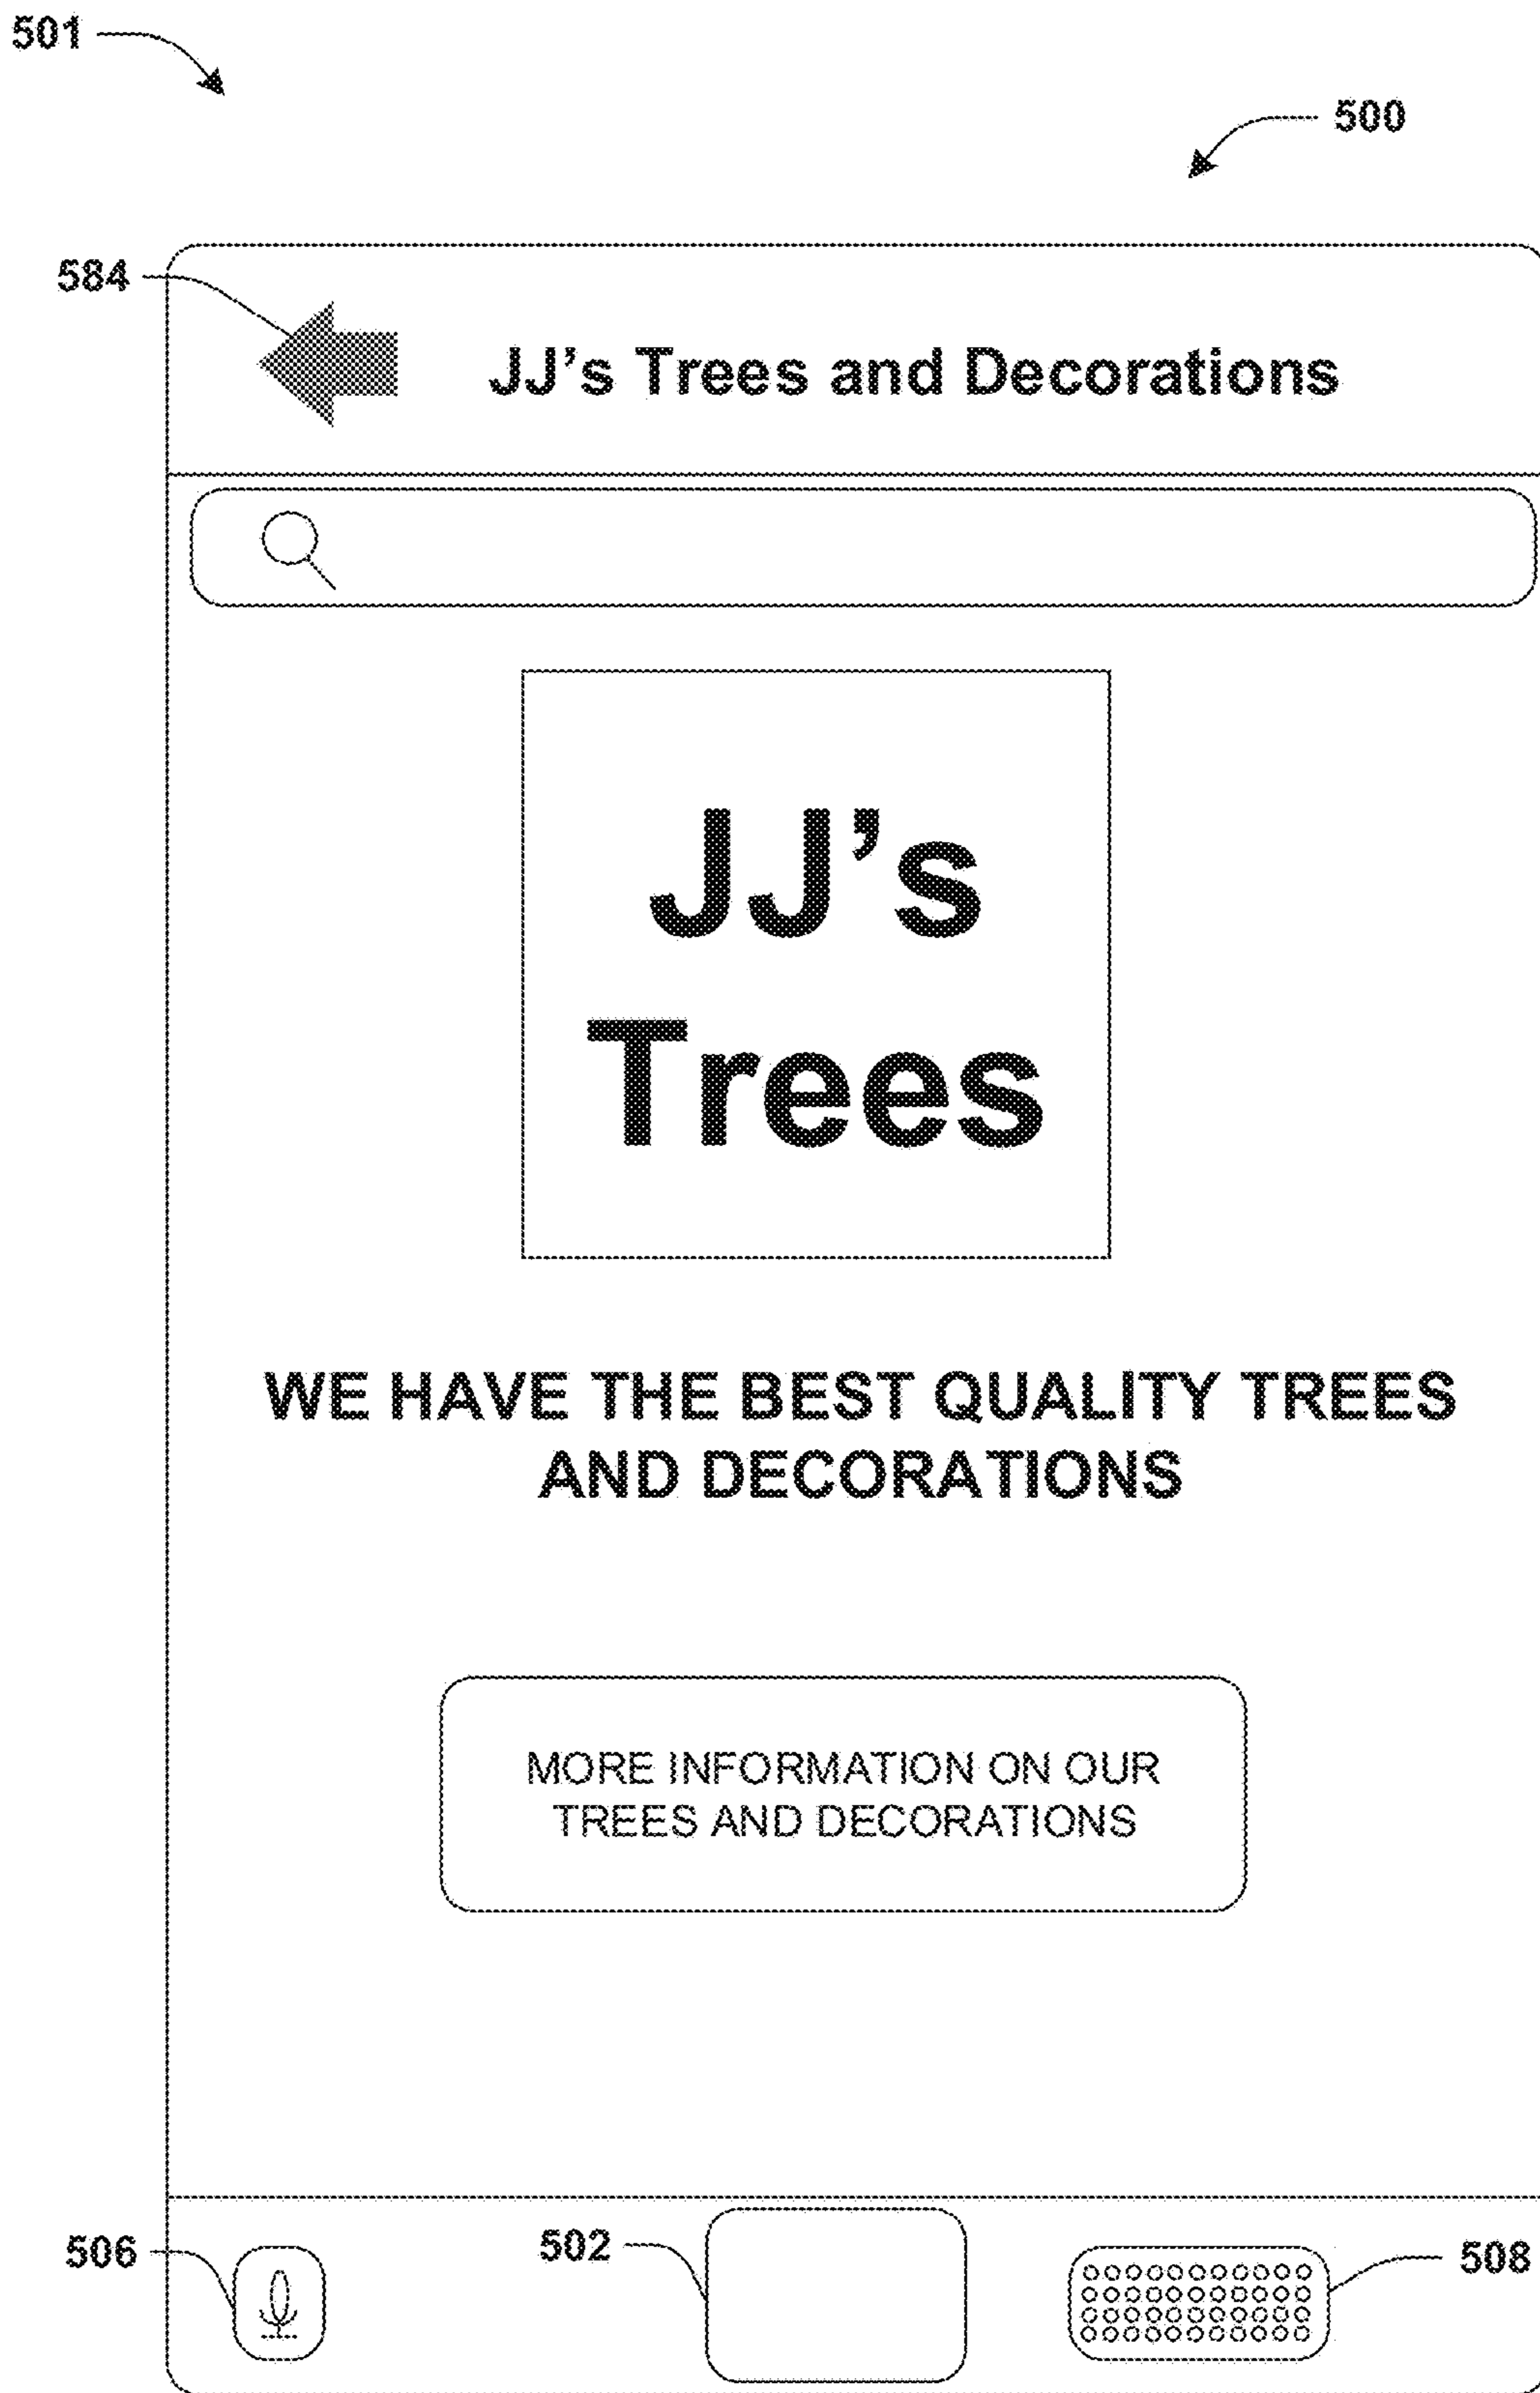 501
500
584
JJ's Trees and Decorations
JJ's
Trees
WE HAVE THE BEST QUALITY TREES
AND DECORATIONS
MORE INFORMATION ON OUR
TREES AND DECORATIONS
506
502
508